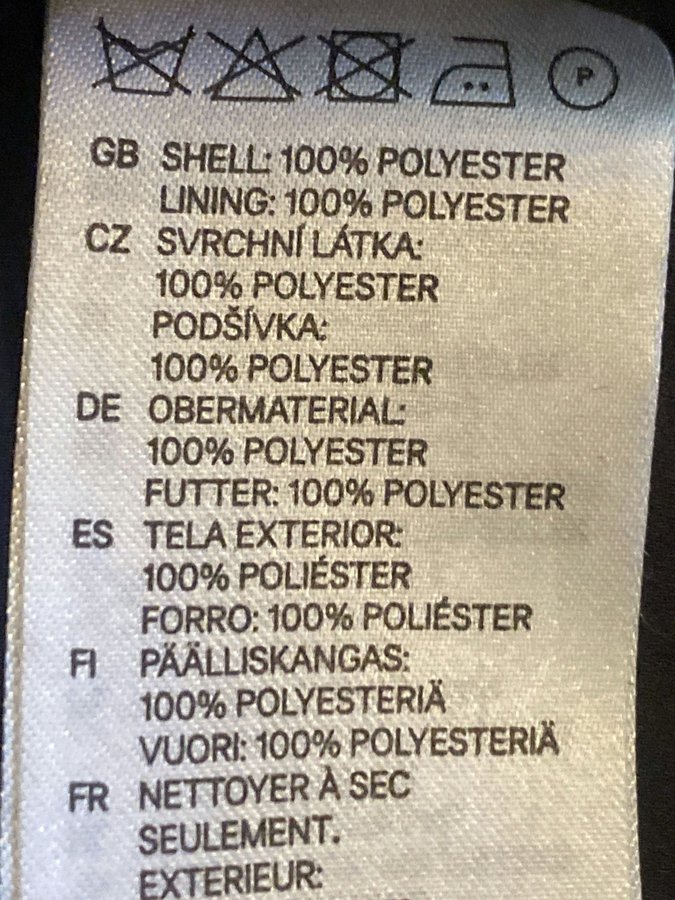 P
GB SHELL: 100% POLYESTER
LINING: 100% POLYESTER
CZ SVRCHNÍ LÁTKA:
100% POLYESTER
PODŠÍVKA:
100% POLYESTER
DE OBERMATERIAL:
100% POLYESTER
FUTTER: 100% POLYESTER
ES TELA EXTERIOR:
100% POLIÉSTER
FORRO: 100% POLIÉSTER
FI PÄÄLLISKANGAS:
100% POLYESTERIÄ
VUORI: 100% POLYESTERIÄ
FR NETTOYER À SEC
SEULEMENT.
EXTERIEUR: